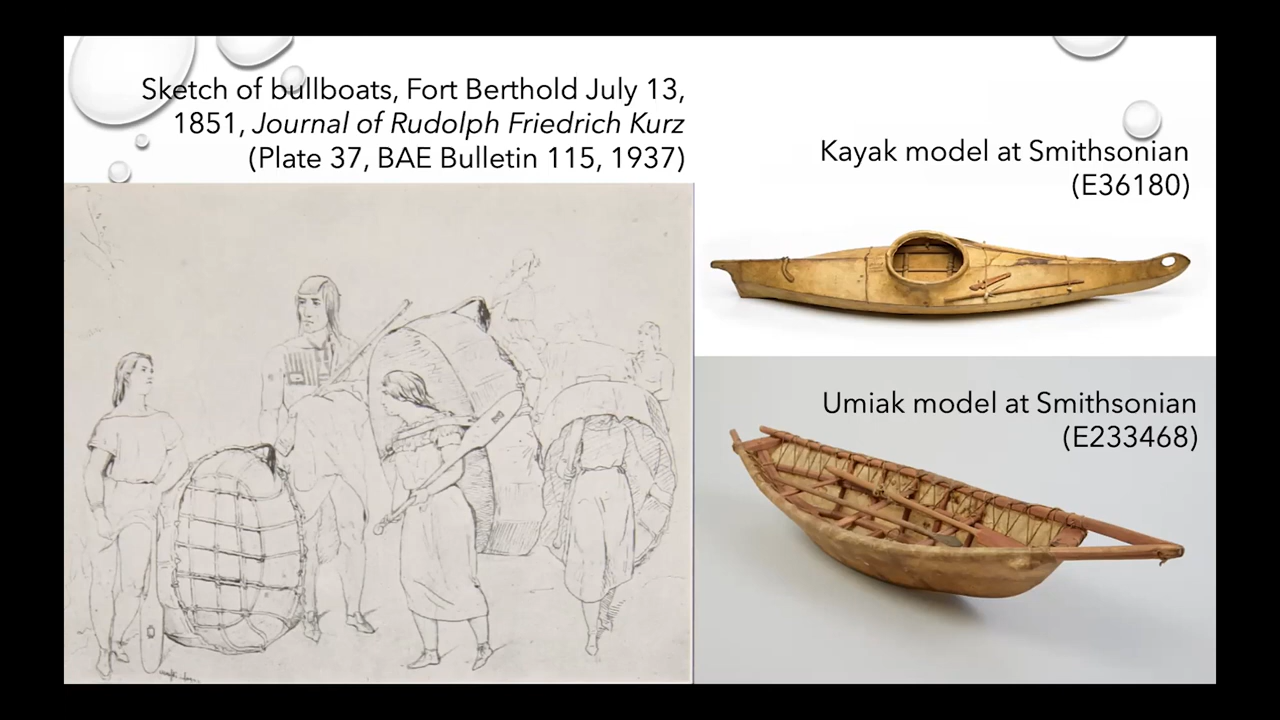 Sketch of bullboats, Fort Berthold July 13,
1851, Journal of Rudolph Friedrich Kurz
(Plate 37, BAE Bulletin 115, 1937)
Kayak model at Smithsonian
(E36180)
Umiak model at Smithsonian
(E233468)